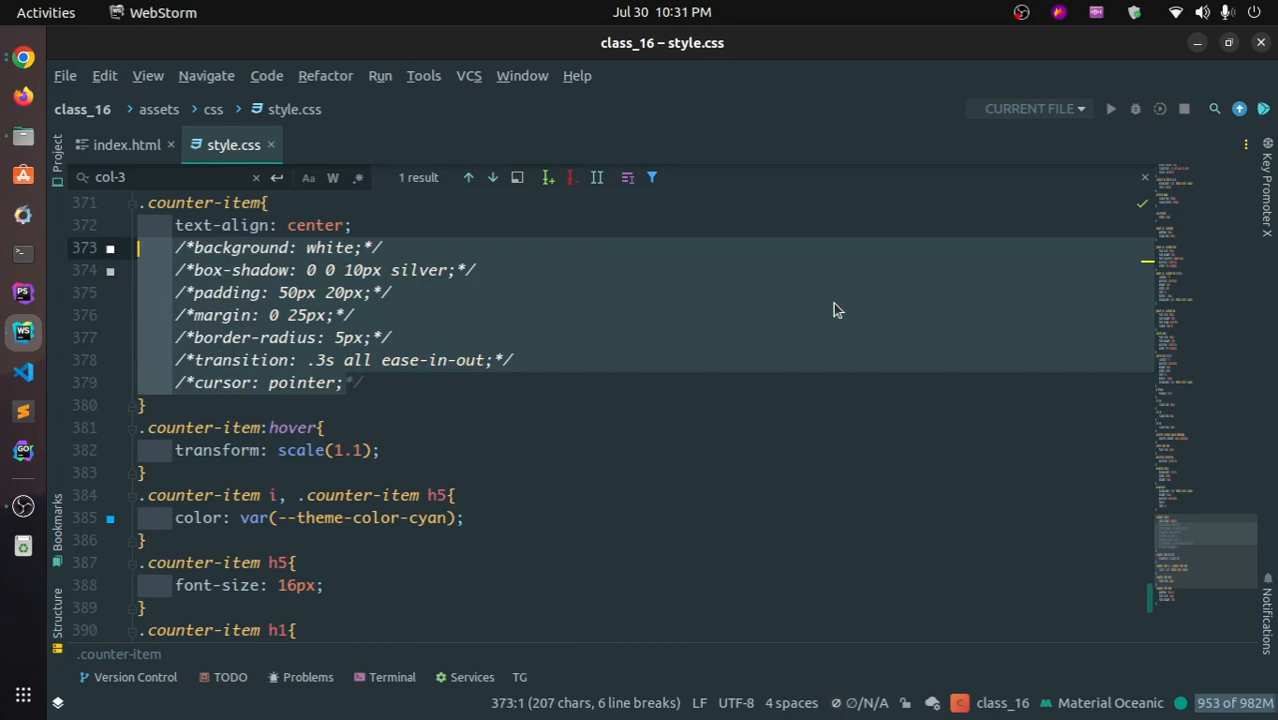 Activities WebStorm Jul 30 10:31 PM
class_16 – style.css
File Edit View Navigate Code Refactor Run Tools VCS Window Help
class_16 assets css style.css CURRENT FILE
Project index.html style.css
col-3 Aa W .* 1 result
371 .counter-item{
372 text-align: center;
373 /*background: white;*/
374 /*box-shadow: 0 0 10px silver;*/
375 /*padding: 50px 20px;*/
376 /*margin: 0 25px;*/
377 /*border-radius: 5px;*/
378 /*transition: .3s all ease-in-out;*/
379 /*cursor: pointer;*/
380 }
381 .counter-item:hover{
382 transform: scale(1.1);
383 }
384 .counter-item i, .counter-item h5{
385 color: var(--theme-color-cyan);
386 }
387 .counter-item h5{
388 font-size: 16px;
389 }
390 .counter-item h1{
.counter-item
Bookmarks
Structure
Key Promoter X
Notifications
PS
WS
GO
Version Control TODO Problems Terminal Services TG
373:1 (207 chars, 6 line breaks) LF UTF-8 4 spaces ∅/N/A C class_16 Material Oceanic 953 of 982M